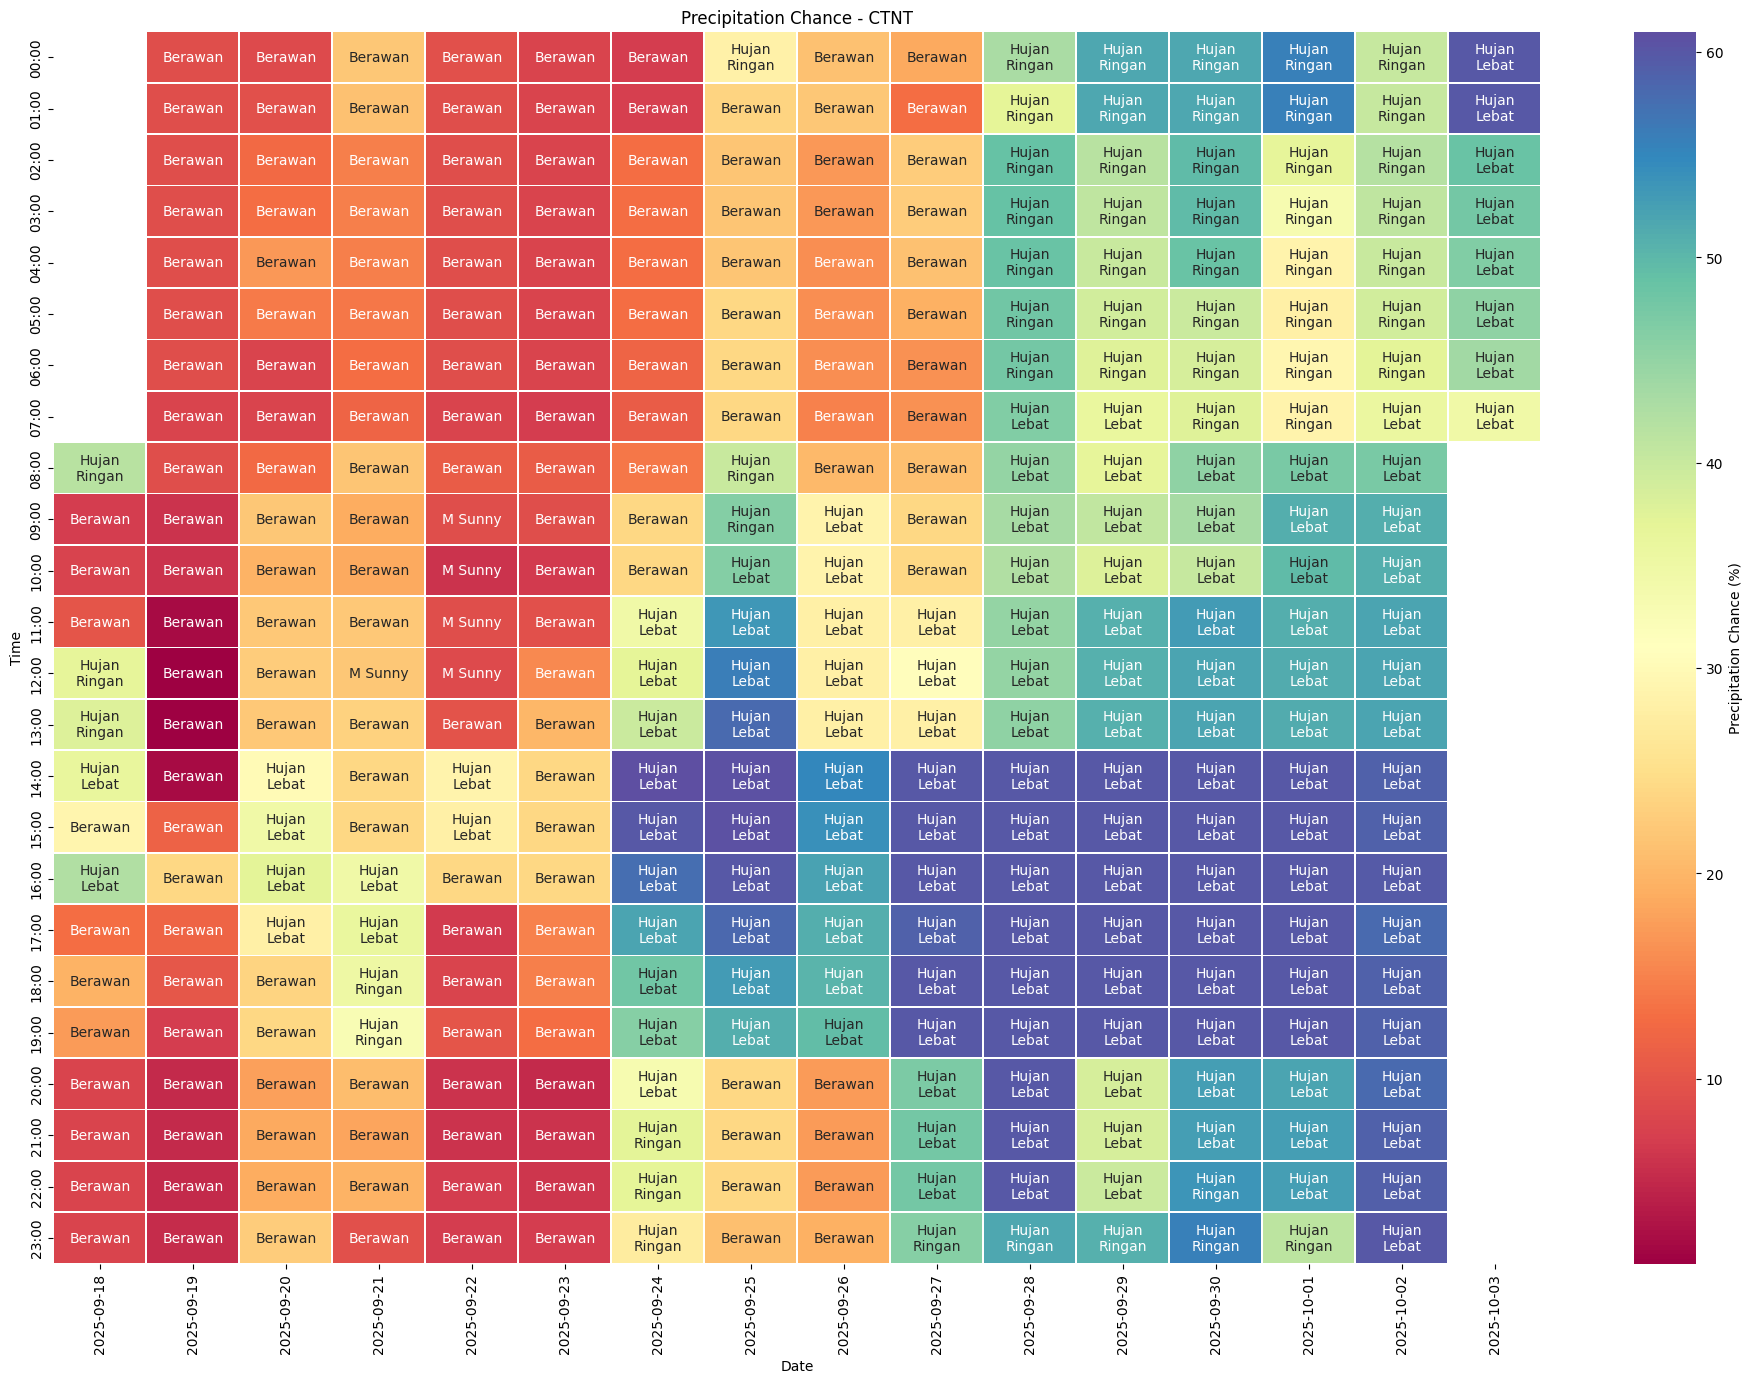 Precipitation Chance - CTNT
00:00 Berawan Berawan Berawan Berawan Berawan Berawan Hujan Ringan Berawan Berawan Hujan Ringan Hujan Ringan Hujan Ringan Hujan Ringan Hujan Ringan Hujan Lebat
01:00 Berawan Berawan Berawan Berawan Berawan Berawan Berawan Berawan Berawan Hujan Ringan Hujan Ringan Hujan Ringan Hujan Ringan Hujan Ringan Hujan Lebat
02:00 Berawan Berawan Berawan Berawan Berawan Berawan Berawan Berawan Berawan Hujan Ringan Hujan Ringan Hujan Ringan Hujan Ringan Hujan Ringan Hujan Lebat
03:00 Berawan Berawan Berawan Berawan Berawan Berawan Berawan Berawan Berawan Hujan Ringan Hujan Ringan Hujan Ringan Hujan Ringan Hujan Ringan Hujan Lebat
04:00 Berawan Berawan Berawan Berawan Berawan Berawan Berawan Berawan Berawan Hujan Ringan Hujan Ringan Hujan Ringan Hujan Ringan Hujan Ringan Hujan Lebat
05:00 Berawan Berawan Berawan Berawan Berawan Berawan Berawan Berawan Berawan Hujan Ringan Hujan Ringan Hujan Ringan Hujan Ringan Hujan Ringan Hujan Lebat
06:00 Berawan Berawan Berawan Berawan Berawan Berawan Berawan Berawan Berawan Hujan Ringan Hujan Ringan Hujan Ringan Hujan Ringan Hujan Ringan Hujan Lebat
07:00 Berawan Berawan Berawan Berawan Berawan Berawan Berawan Berawan Berawan Hujan Lebat Hujan Lebat Hujan Ringan Hujan Ringan Hujan Lebat Hujan Lebat
08:00 Hujan Ringan Berawan Berawan Berawan Berawan Berawan Berawan Hujan Ringan Berawan Berawan Hujan Lebat Hujan Lebat Hujan Lebat Hujan Lebat Hujan Lebat
09:00 Berawan Berawan Berawan Berawan M Sunny Berawan Berawan Hujan Ringan Hujan Lebat Berawan Hujan Lebat Hujan Lebat Hujan Lebat Hujan Lebat Hujan Lebat
10:00 Berawan Berawan Berawan Berawan M Sunny Berawan Berawan Hujan Lebat Hujan Lebat Berawan Hujan Lebat Hujan Lebat Hujan Lebat Hujan Lebat Hujan Lebat
11:00 Berawan Berawan Berawan Berawan M Sunny Berawan Hujan Lebat Hujan Lebat Hujan Lebat Hujan Lebat Hujan Lebat Hujan Lebat Hujan Lebat Hujan Lebat Hujan Lebat
12:00 Hujan Ringan Berawan Berawan M Sunny M Sunny Berawan Hujan Lebat Hujan Lebat Hujan Lebat Hujan Lebat Hujan Lebat Hujan Lebat Hujan Lebat Hujan Lebat Hujan Lebat
13:00 Hujan Ringan Berawan Berawan Berawan Berawan Berawan Hujan Lebat Hujan Lebat Hujan Lebat Hujan Lebat Hujan Lebat Hujan Lebat Hujan Lebat Hujan Lebat Hujan Lebat
14:00 Hujan Lebat Berawan Hujan Lebat Berawan Hujan Lebat Berawan Hujan Lebat Hujan Lebat Hujan Lebat Hujan Lebat Hujan Lebat Hujan Lebat Hujan Lebat Hujan Lebat Hujan Lebat
15:00 Berawan Berawan Hujan Lebat Berawan Hujan Lebat Berawan Hujan Lebat Hujan Lebat Hujan Lebat Hujan Lebat Hujan Lebat Hujan Lebat Hujan Lebat Hujan Lebat Hujan Lebat
16:00 Hujan Lebat Berawan Hujan Lebat Hujan Lebat Berawan Berawan Hujan Lebat Hujan Lebat Hujan Lebat Hujan Lebat Hujan Lebat Hujan Lebat Hujan Lebat Hujan Lebat Hujan Lebat
17:00 Berawan Berawan Hujan Lebat Hujan Lebat Berawan Berawan Hujan Lebat Hujan Lebat Hujan Lebat Hujan Lebat Hujan Lebat Hujan Lebat Hujan Lebat Hujan Lebat Hujan Lebat
18:00 Berawan Berawan Berawan Hujan Ringan Berawan Berawan Hujan Lebat Hujan Lebat Hujan Lebat Hujan Lebat Hujan Lebat Hujan Lebat Hujan Lebat Hujan Lebat Hujan Lebat
19:00 Berawan Berawan Berawan Hujan Ringan Berawan Berawan Hujan Lebat Hujan Lebat Hujan Lebat Hujan Lebat Hujan Lebat Hujan Lebat Hujan Lebat Hujan Lebat Hujan Lebat
20:00 Berawan Berawan Berawan Berawan Berawan Berawan Hujan Lebat Berawan Berawan Hujan Lebat Hujan Lebat Hujan Lebat Hujan Lebat Hujan Lebat Hujan Lebat
21:00 Berawan Berawan Berawan Berawan Berawan Berawan Hujan Ringan Berawan Berawan Hujan Lebat Hujan Lebat Hujan Lebat Hujan Lebat Hujan Lebat Hujan Lebat
22:00 Berawan Berawan Berawan Berawan Berawan Berawan Hujan Ringan Berawan Berawan Hujan Lebat Hujan Lebat Hujan Lebat Hujan Ringan Hujan Lebat Hujan Lebat
23:00 Berawan Berawan Berawan Berawan Berawan Berawan Hujan Ringan Berawan Berawan Hujan Ringan Hujan Ringan Hujan Ringan Hujan Ringan Hujan Ringan Hujan Lebat
Time
2025-09-18 2025-09-19 2025-09-20 2025-09-21 2025-09-22 2025-09-23 2025-09-24 2025-09-25 2025-09-26 2025-09-27 2025-09-28 2025-09-29 2025-09-30 2025-10-01 2025-10-02 2025-10-03
Date
60
50
40
30
20
10
Precipitation Chance (%)